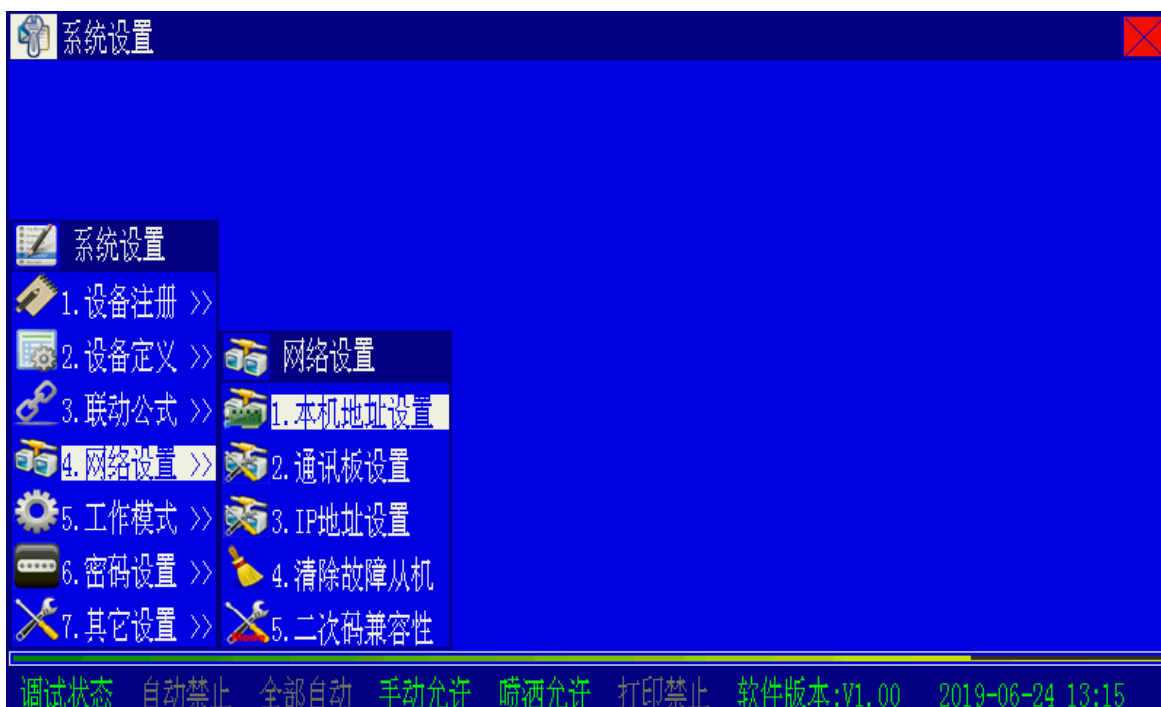 系统设置
系统设置
1.设备注册 >>
2.设备定义 >>
3.联动公式 >>
4.网络设置 >>
5.工作模式 >>
6.密码设置 >>
7.其它设置 >>
网络设置
1.本机地址设置
2.通讯板设置
3.IP地址设置
4.清除故障从机
5.二次码兼容性
调试状态 自动禁止 全部自动 手动允许 喷洒允许 打印禁止 软件版本:V1.00 2019-06-24 13:15